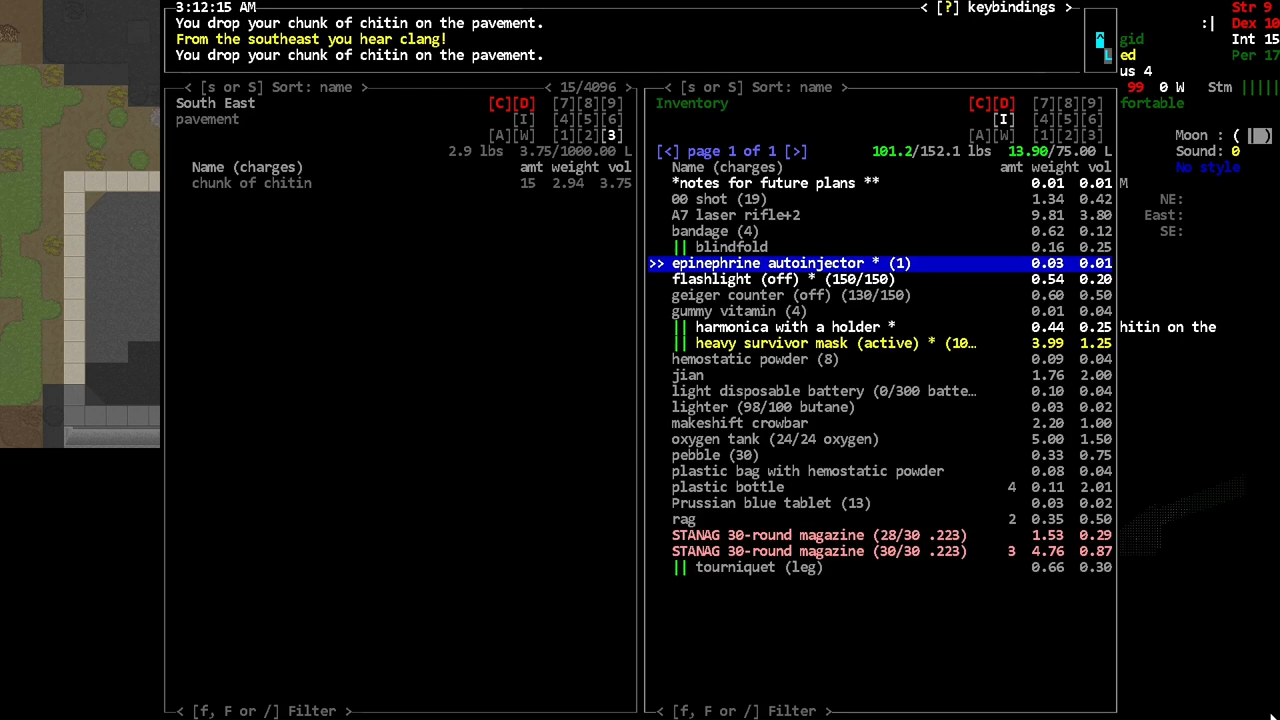 3:12:15 AM < [?] keybindings > Str 9
You drop your chunk of chitin on the pavement. :| Dex 10
From the southeast you hear clang! gid Int 15
You drop your chunk of chitin on the pavement. L ed Per 17
us 4
< [s or S] Sort: name > < 15/4096 > < [s or S] Sort: name > 99 0 W Stm |||||
South East [C][D] [7][8][9] Inventory [C][D] [7][8][9] fortable
pavement [I] [4][5][6] [I] [4][5][6]
[A][W] [1][2][3] [A][W] [1][2][3] Moon : ( |)
2.9 lbs 3.75/1000.00 L [<] page 1 of 1 [>] 101.2/152.1 lbs 13.90/75.00 L Sound: 0
Name (charges) amt weight vol Name (charges) amt weight vol No style
chunk of chitin 15 2.94 3.75 *notes for future plans ** 0.01 0.01 M
00 shot (19) 1.34 0.42 NE:
A7 laser rifle+2 9.81 3.80 East:
bandage (4) 0.62 0.12 SE:
|| blindfold 0.16 0.25
>> epinephrine autoinjector * (1) 0.03 0.01
flashlight (off) * (150/150) 0.54 0.20
geiger counter (off) (130/150) 0.60 0.50
gummy vitamin (4) 0.01 0.04
|| harmonica with a holder * 0.44 0.25 hitin on the
|| heavy survivor mask (active) * (10… 3.99 1.25
hemostatic powder (8) 0.09 0.04
jian 1.76 2.00
light disposable battery (0/300 batte… 0.10 0.04
lighter (98/100 butane) 0.03 0.02
makeshift crowbar 2.20 1.00
oxygen tank (24/24 oxygen) 5.00 1.50
pebble (30) 0.33 0.75
plastic bag with hemostatic powder 0.08 0.04
plastic bottle 4 0.11 2.01
Prussian blue tablet (13) 0.03 0.02
rag 2 0.35 0.50
STANAG 30-round magazine (28/30 .223) 1.53 0.29
STANAG 30-round magazine (30/30 .223) 3 4.76 0.87
|| tourniquet (leg) 0.66 0.30
< [f, F or /] Filter > < [f, F or /] Filter >